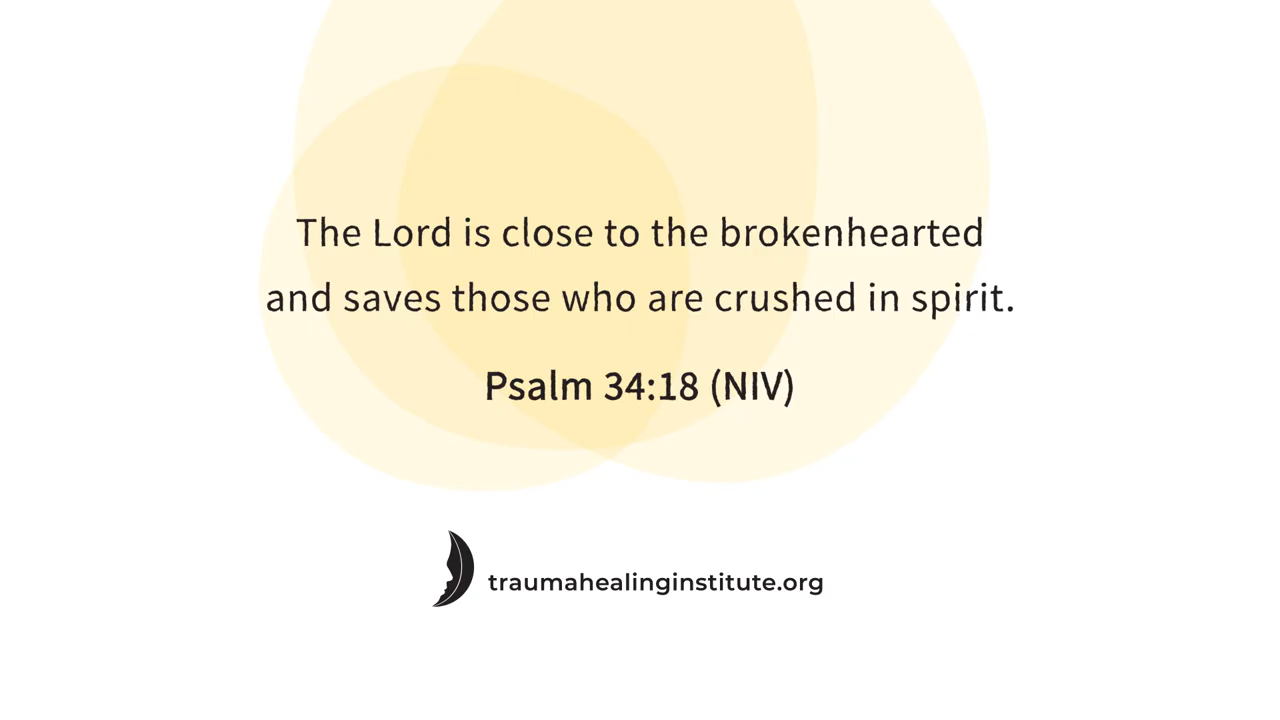 The Lord is close to the brokenhearted
and saves those who are crushed in spirit.
Psalm 34:18 (NIV)
traumahealinginstitute.org